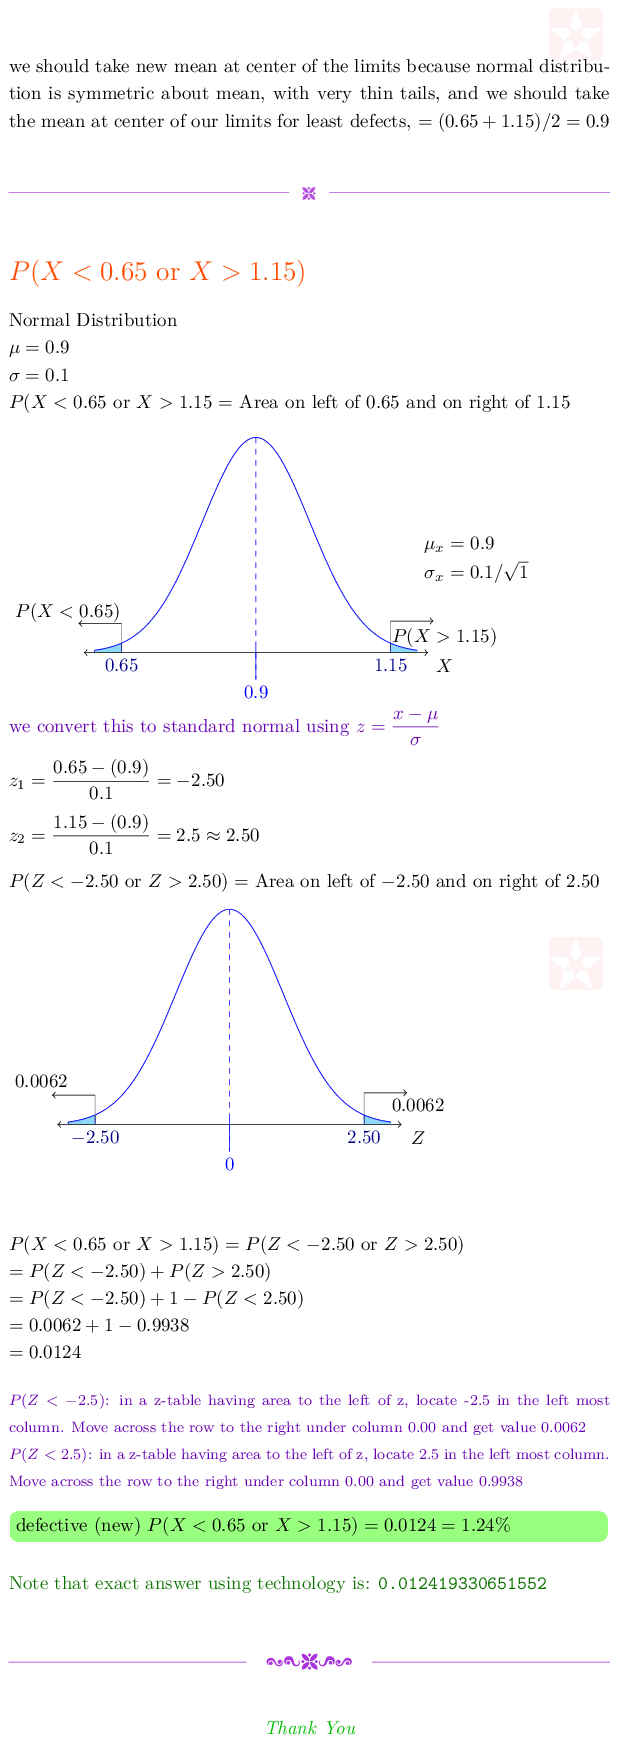 we should take new mean at center of the limits because normal distribu-
tion is symmetric about mean, with very thin tails, and we should take
the mean at center of our limits for least defects, = (0.65 + 1.15)/2 = 0.9
P(X < 0.65 or X > 1.15)
Normal Distribution
μ = 0.9
σ = 0.1
P(X < 0.65 or X > 1.15 = Area on left of 0.65 and on right of 1.15
μₓ = 0.9
σₓ = 0.1/√1
P(X < 0.65)
P(X > 1.15)
0.65
1.15
X
0.9
we convert this to standard normal using z = (x − μ)/σ
z₁ = (0.65 − (0.9))/0.1 = −2.50
z₂ = (1.15 − (0.9))/0.1 = 2.5 ≈ 2.50
P(Z < −2.50 or Z > 2.50) = Area on left of −2.50 and on right of 2.50
0.0062
0.0062
−2.50
2.50
Z
0
P(X < 0.65 or X > 1.15) = P(Z < −2.50 or Z > 2.50)
= P(Z < −2.50) + P(Z > 2.50)
= P(Z < −2.50) + 1 − P(Z < 2.50)
= 0.0062 + 1 − 0.9938
= 0.0124
P(Z < −2.5): in a z-table having area to the left of z, locate -2.5 in the left most
column. Move across the row to the right under column 0.00 and get value 0.0062
P(Z < 2.5): in a z-table having area to the left of z, locate 2.5 in the left most column.
Move across the row to the right under column 0.00 and get value 0.9938
defective (new) P(X < 0.65 or X > 1.15) = 0.0124 = 1.24%
Note that exact answer using technology is: 0.012419330651552
Thank You